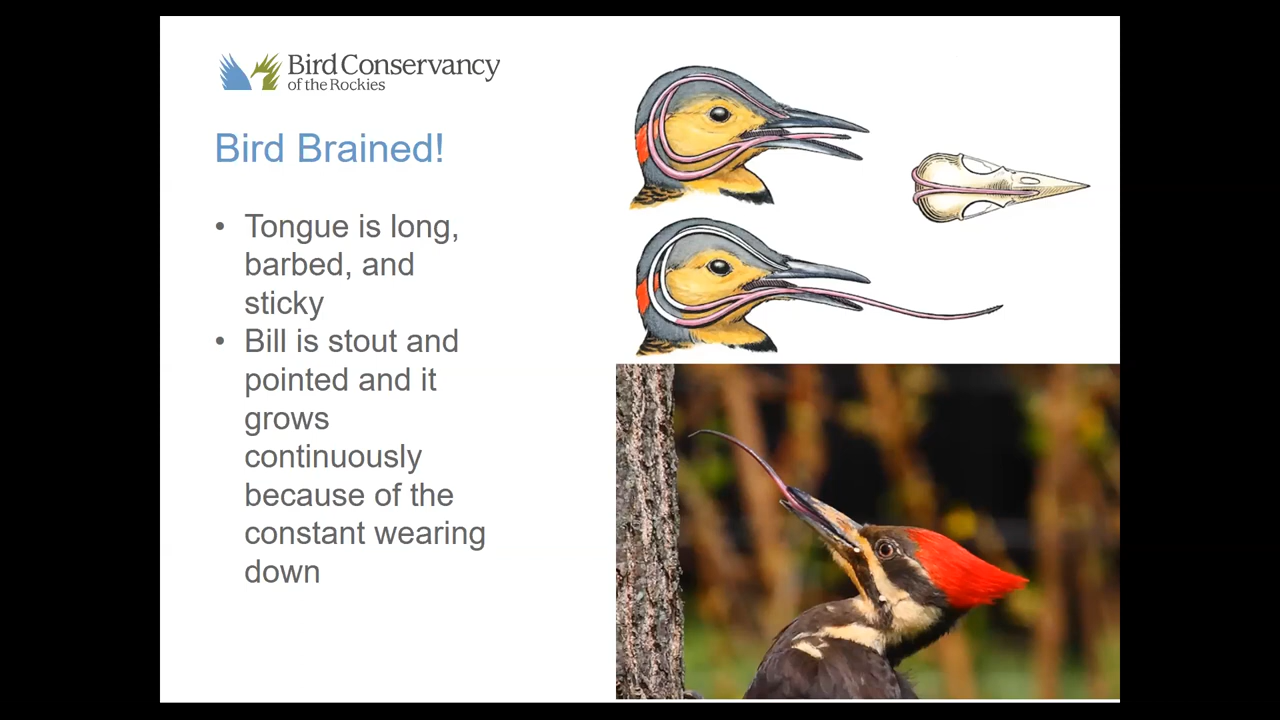 Bird Conservancy
of the Rockies
Bird Brained!
• Tongue is long,
barbed, and
sticky
• Bill is stout and
pointed and it
grows
continuously
because of the
constant wearing
down